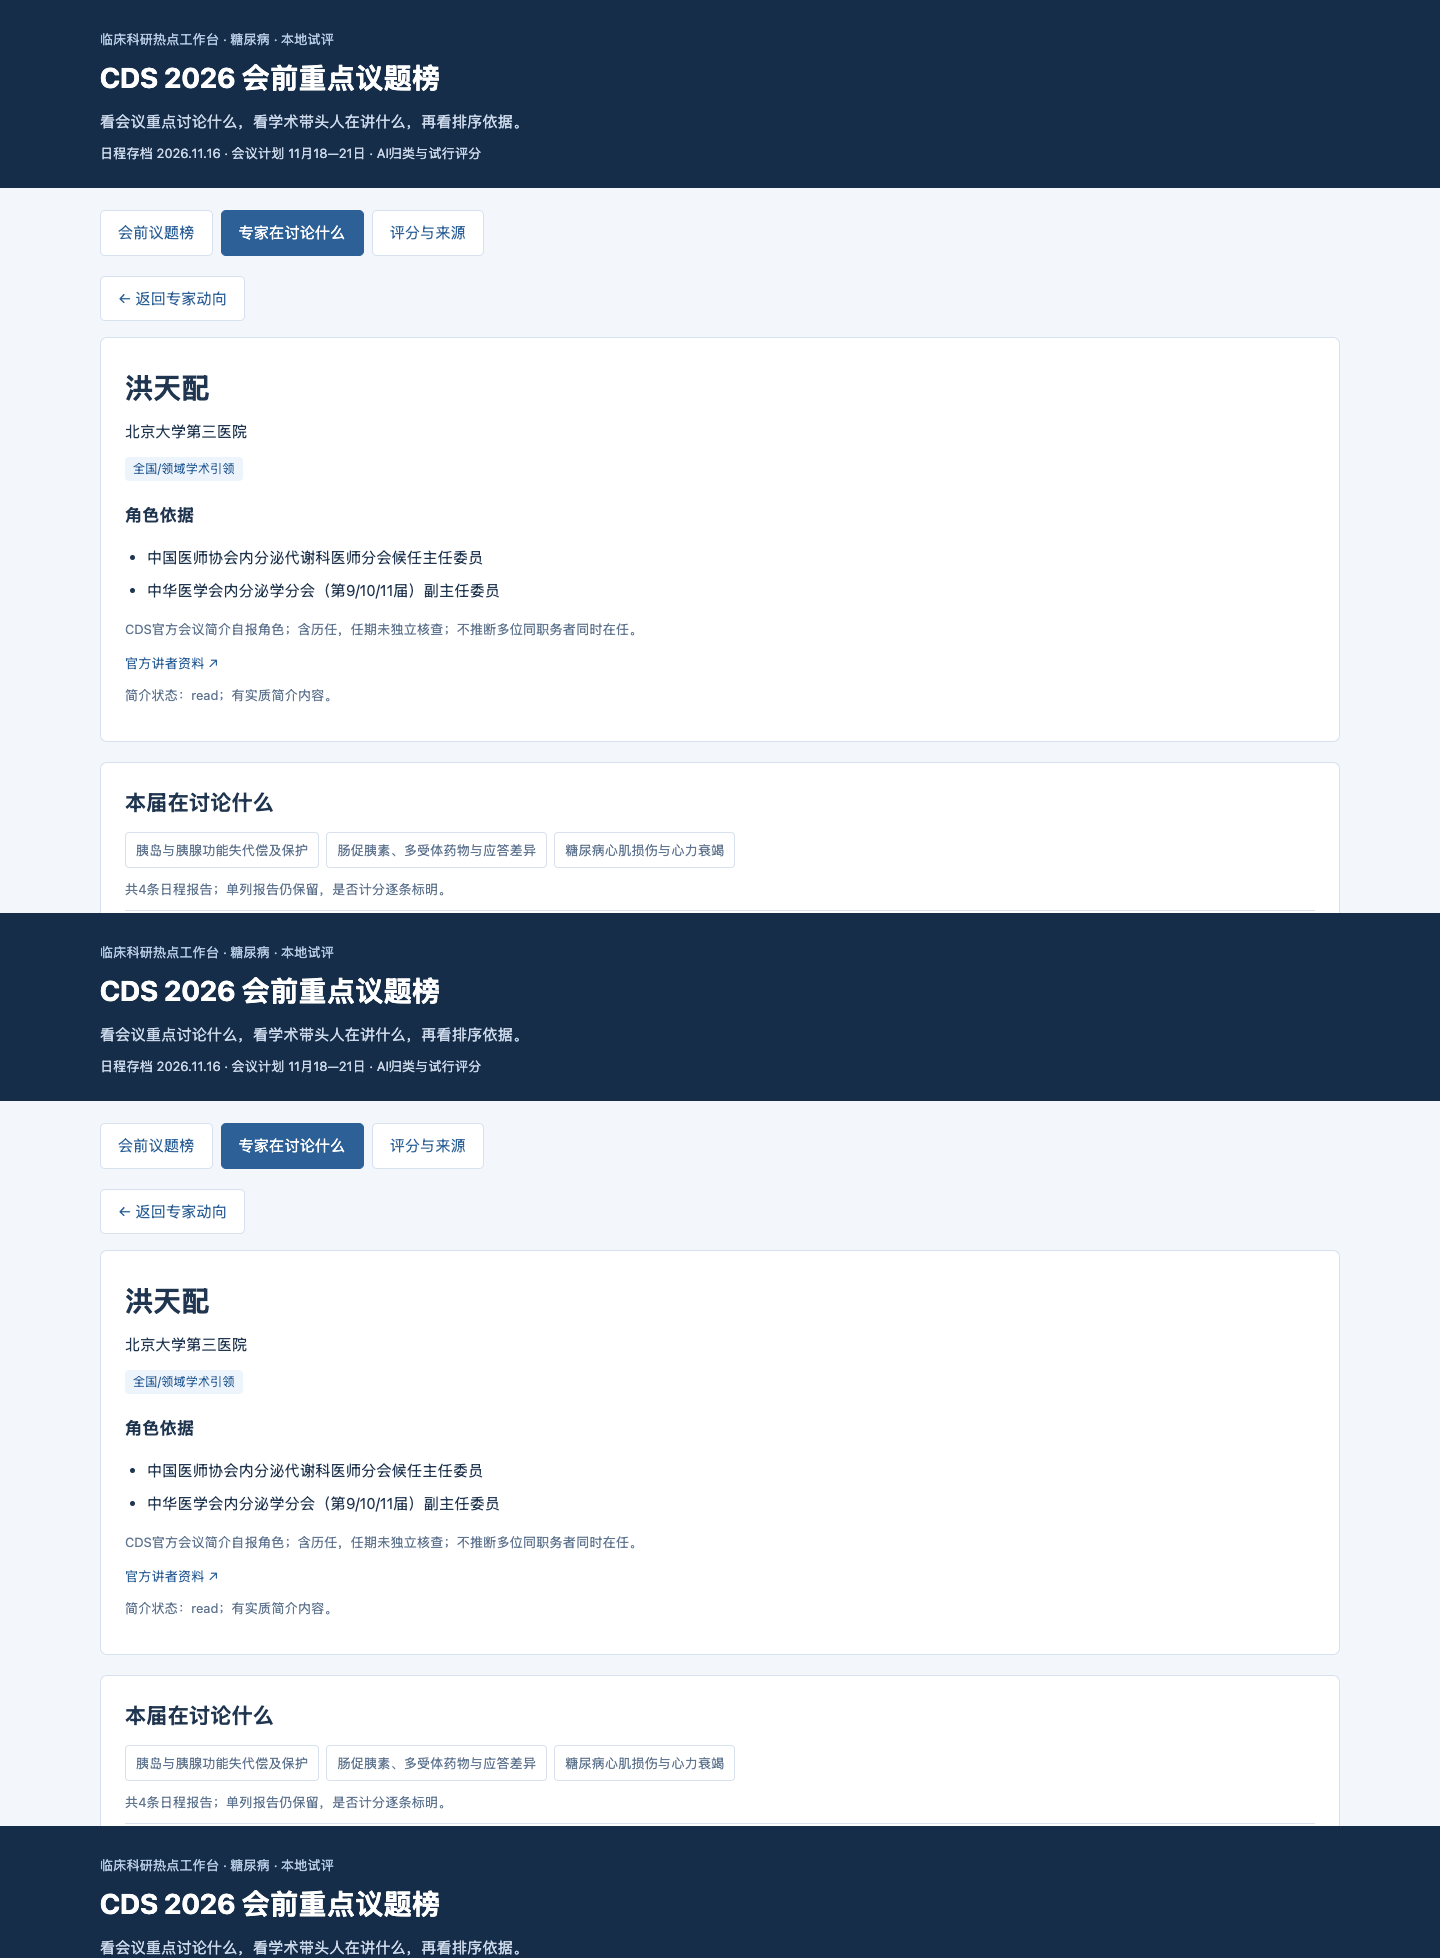 临床科研热点工作台 · 糖尿病 · 本地试评
CDS 2026 会前重点议题榜
看会议重点讨论什么，看学术带头人在讲什么，再看排序依据。
日程存档 2026.11.16 · 会议计划 11月18—21日 · AI归类与试行评分
会前议题榜 专家在讨论什么 评分与来源
← 返回专家动向
洪天配
北京大学第三医院
全国/领域学术引领
角色依据
• 中国医师协会内分泌代谢科医师分会候任主任委员
• 中华医学会内分泌学分会（第9/10/11届）副主任委员
CDS官方会议简介自报角色；含历任，任期未独立核查；不推断多位同职务者同时在任。
官方讲者资料 ↗
简介状态：read；有实质简介内容。
本届在讨论什么
胰岛与胰腺功能失代偿及保护 肠促胰素、多受体药物与应答差异 糖尿病心肌损伤与心力衰竭
共4条日程报告；单列报告仍保留，是否计分逐条标明。
临床科研热点工作台 · 糖尿病 · 本地试评
CDS 2026 会前重点议题榜
看会议重点讨论什么，看学术带头人在讲什么，再看排序依据。
日程存档 2026.11.16 · 会议计划 11月18—21日 · AI归类与试行评分
会前议题榜 专家在讨论什么 评分与来源
← 返回专家动向
洪天配
北京大学第三医院
全国/领域学术引领
角色依据
• 中国医师协会内分泌代谢科医师分会候任主任委员
• 中华医学会内分泌学分会（第9/10/11届）副主任委员
CDS官方会议简介自报角色；含历任，任期未独立核查；不推断多位同职务者同时在任。
官方讲者资料 ↗
简介状态：read；有实质简介内容。
本届在讨论什么
胰岛与胰腺功能失代偿及保护 肠促胰素、多受体药物与应答差异 糖尿病心肌损伤与心力衰竭
共4条日程报告；单列报告仍保留，是否计分逐条标明。
临床科研热点工作台 · 糖尿病 · 本地试评
CDS 2026 会前重点议题榜
看会议重点讨论什么，看学术带头人在讲什么，再看排序依据。